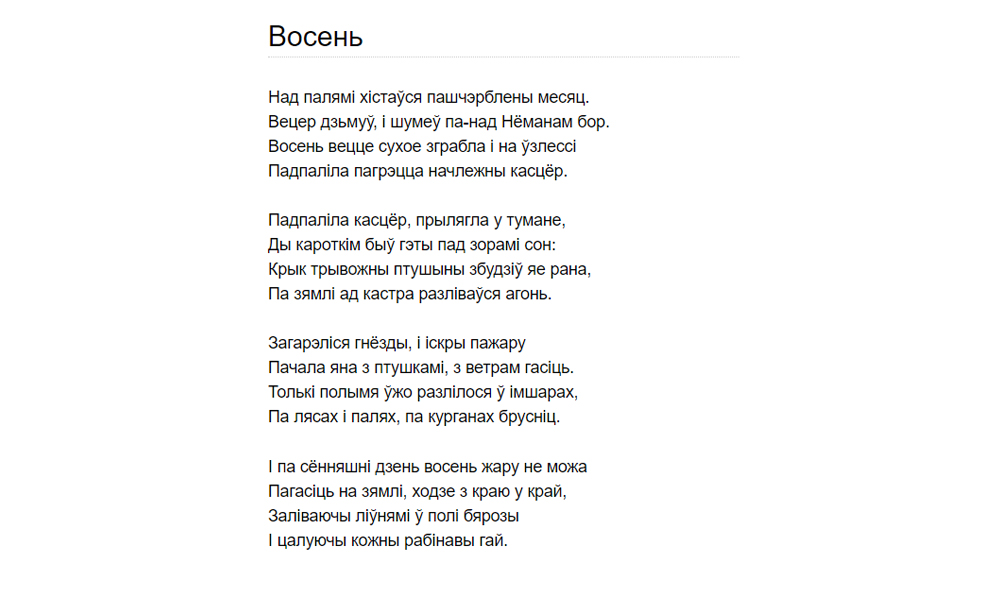 Восень
Над палямі хістаўся пашчэрблены месяц.
Вецер дзьмуў, і шумеў па-над Нёманам бор.
Восень вецце сухое зграбла і на ўзлессі
Падпаліла пагрэцца начлежны касцёр.
Падпаліла касцёр, прылягла у тумане,
Ды кароткім быў гэты пад зорамі сон:
Крык трывожны птушыны збудзіў яе рана,
Па зямлі ад кастра разліваўся агонь.
Загарэліся гнёзды, і іскры пажару
Пачала яна з птушкамі, з ветрам гасіць.
Толькі полымя ўжо разлілося ў імшарах,
Па лясах і палях, па курганах брусніц.
І па сённяшні дзень восень жару не можа
Пагасіць на зямлі, ходзе з краю у край,
Заліваючы ліўнямі ў полі бярозы
І цалуючы кожны рабінавы гай.